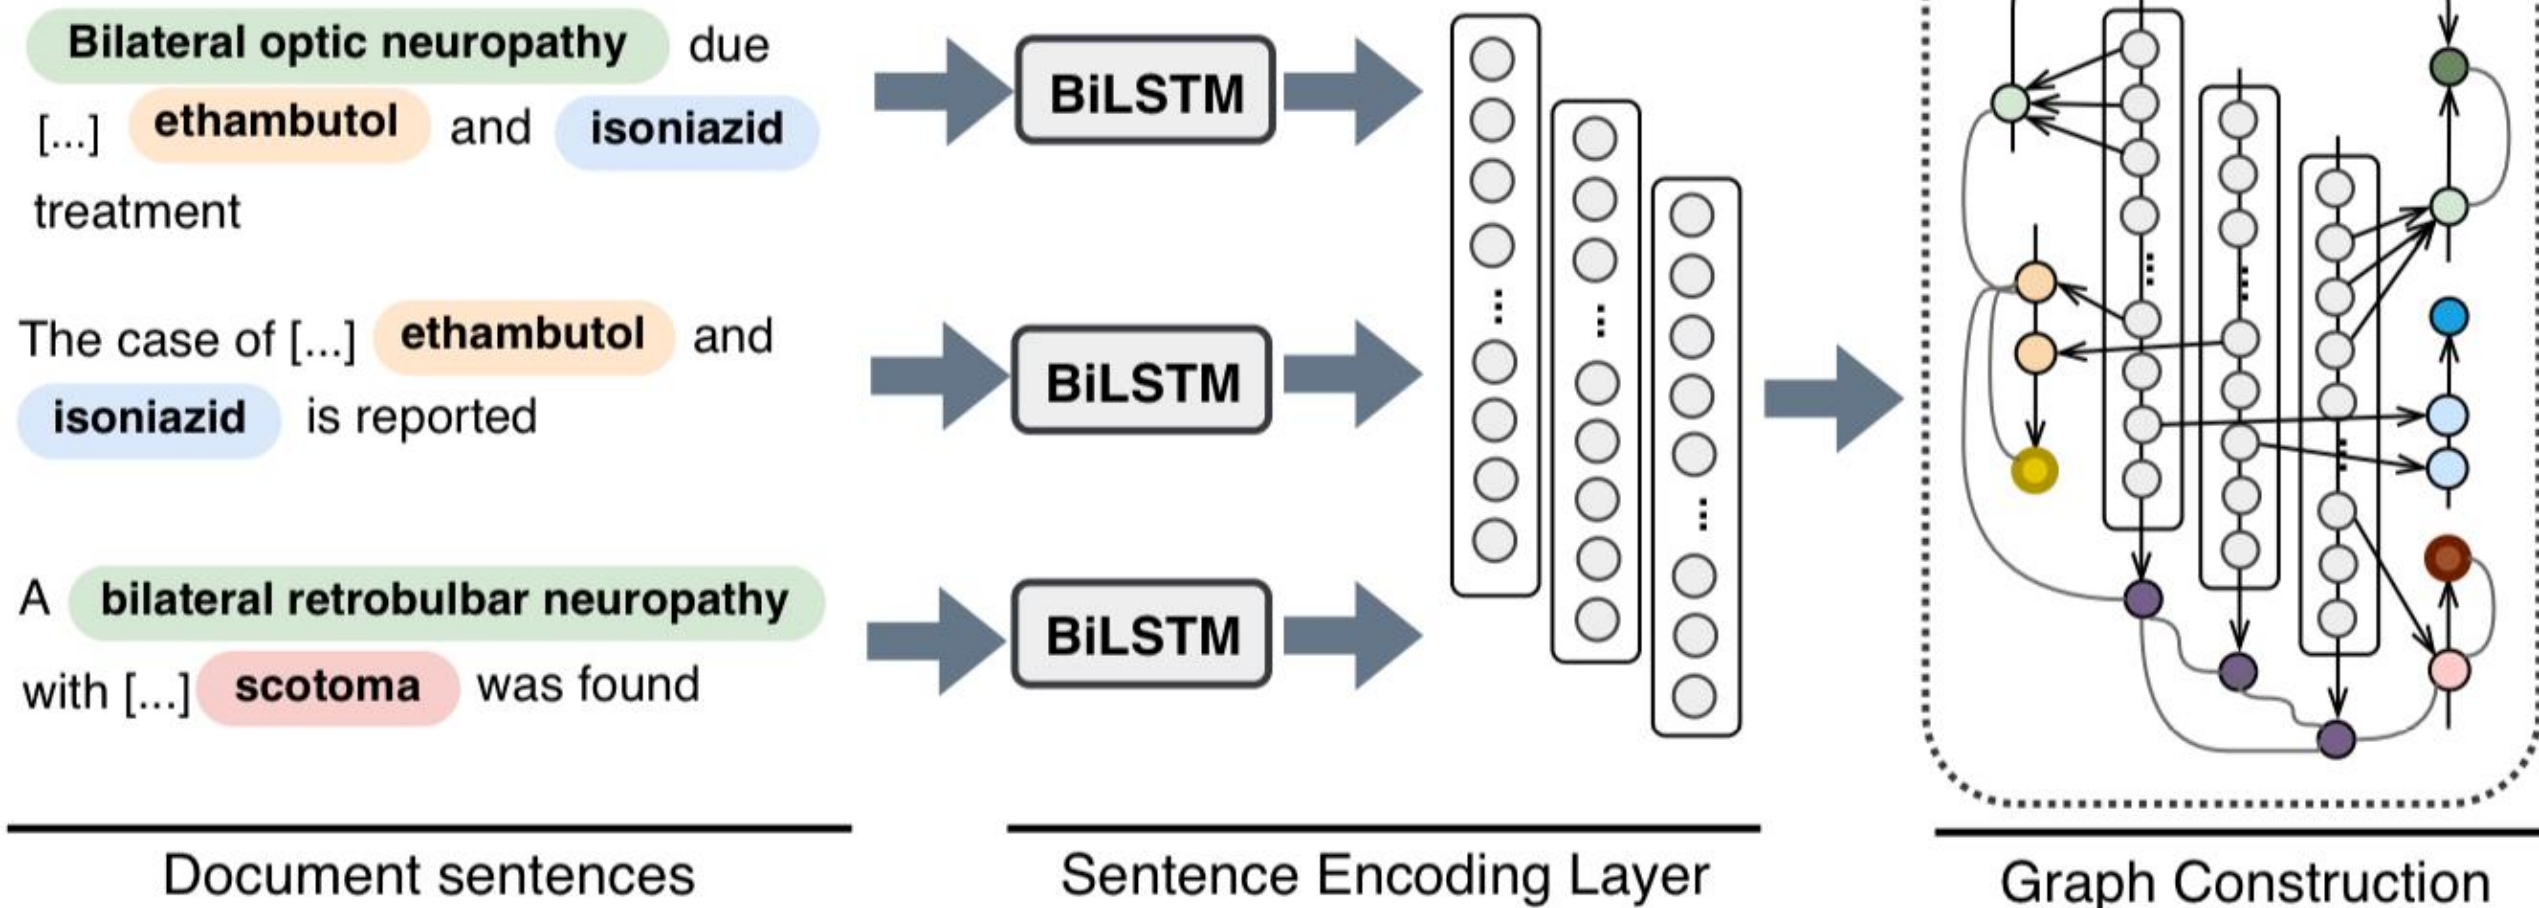 Bilateral optic neuropathy due
[...] ethambutol and isoniazid
treatment
BiLSTM
The case of [...] ethambutol and
isoniazid is reported
BiLSTM
A bilateral retrobulbar neuropathy
with [...] scotoma was found
BiLSTM
Document sentences
Sentence Encoding Layer
Graph Construction